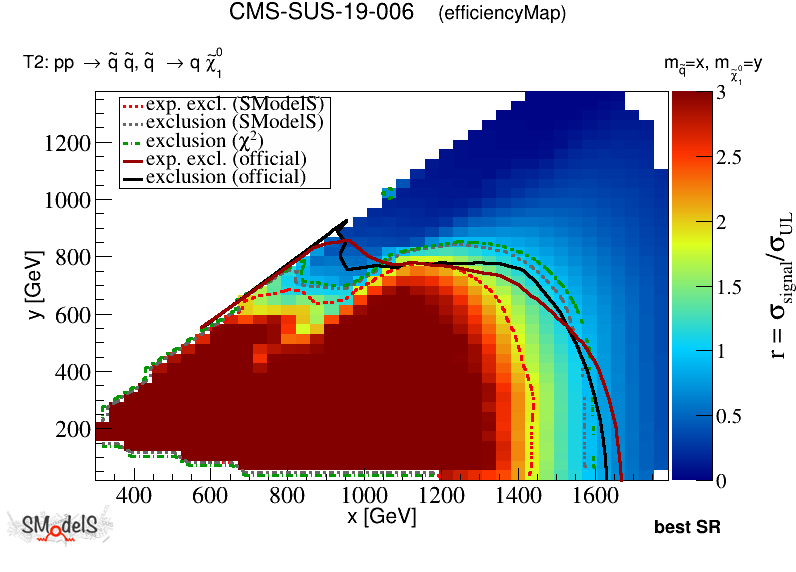 CMS-SUS-19-006 (efficiencyMap)
T2: pp → q̃ q̃, q̃ → q χ̃₁⁰
m_q̃=x, m_χ̃₁⁰=y
exp. excl. (SModelS)
exclusion (SModelS)
exclusion (χ²)
exp. excl. (official)
exclusion (official)
1200
1000
800
600
400
200
y [GeV]
400 600 800 1000 1200 1400 1600
x [GeV]
3
2.5
2
1.5
1
0.5
0
r = σ_signal/σ_UL
SModelS
best SR